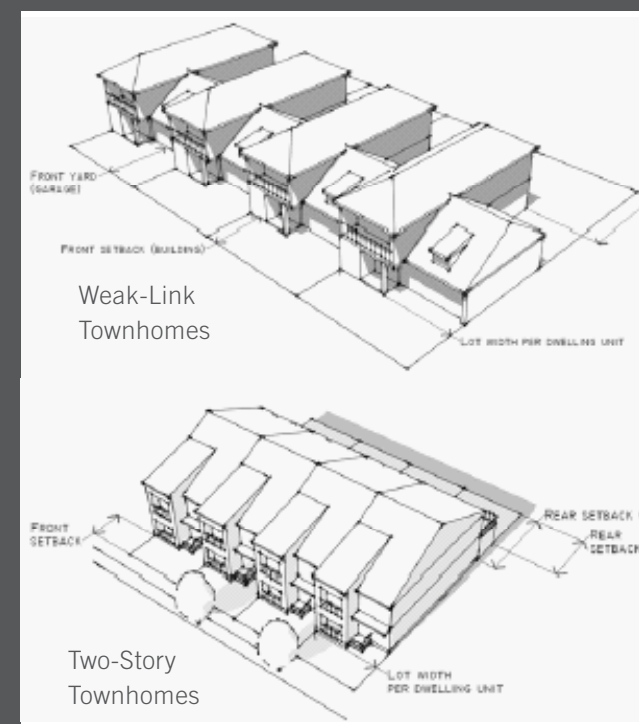 FRONT YARD
(GARAGE)
FRONT SETBACK (BUILDING)
Weak-Link
Townhomes
LOT WIDTH PER DWELLING UNIT
FRONT
SETBACK
REAR SETBACK
REAR
SETBACK
Two-Story
Townhomes
LOT WIDTH
PER DWELLING UNIT